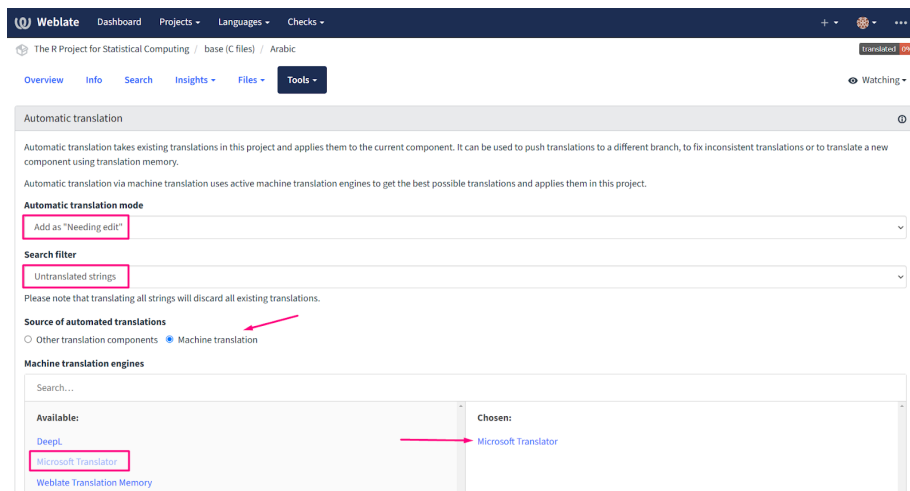 Weblate Dashboard Projects Languages Checks
The R Project for Statistical Computing / base (C files) / Arabic translated 0%
Overview Info Search Insights Files Tools Watching
Automatic translation
Automatic translation takes existing translations in this project and applies them to the current component. It can be used to push translations to a different branch, to fix inconsistent translations or to translate a new
component using translation memory.
Automatic translation via machine translation uses active machine translation engines to get the best possible translations and applies them in this project.
Automatic translation mode
Add as "Needing edit"
Search filter
Untranslated strings
Please note that translating all strings will discard all existing translations.
Source of automated translations
Other translation components Machine translation
Machine translation engines
Search...
Available: Chosen:
DeepL Microsoft Translator
Microsoft Translator
Weblate Translation Memory